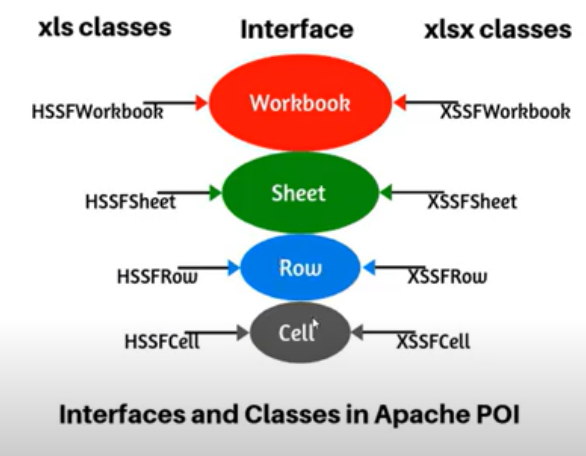 xls classes Interface xlsx classes
HSSFWorkbook Workbook XSSFWorkbook
HSSFSheet Sheet XSSFSheet
HSSFRow Row XSSFRow
HSSFCell Cell XSSFCell
Interfaces and Classes in Apache POI